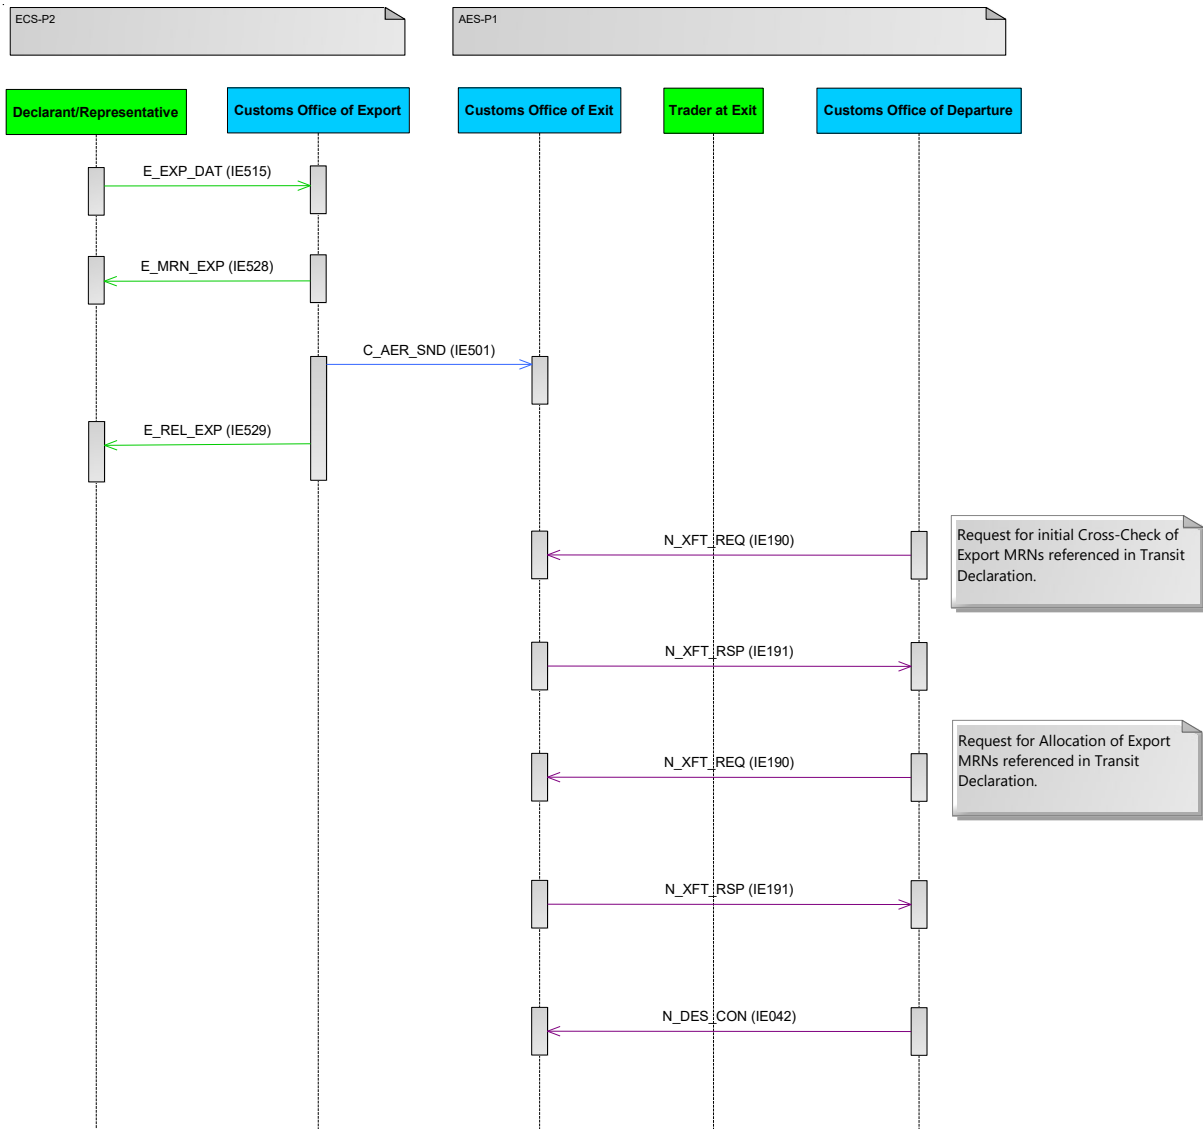 ECS-P2
AES-P1
Declarant/Representative
Customs Office of Export
Customs Office of Exit
Trader at Exit
Customs Office of Departure
E_EXP_DAT (IE515)
E_MRN_EXP (IE528)
C_AER_SND (IE501)
E_REL_EXP (IE529)
N_XFT_REQ (IE190)
Request for initial Cross-Check of
Export MRNs referenced in Transit
Declaration.
N_XFT_RSP (IE191)
N_XFT_REQ (IE190)
Request for Allocation of Export
MRNs referenced in Transit
Declaration.
N_XFT_RSP (IE191)
N_DES_CON (IE042)